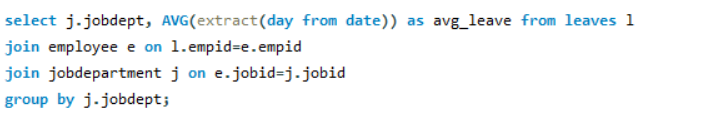 select j.jobdept, AVG(extract(day from date)) as avg_leave from leaves l
join employee e on l.empid=e.empid
join jobdepartment j on e.jobid=j.jobid
group by j.jobdept;